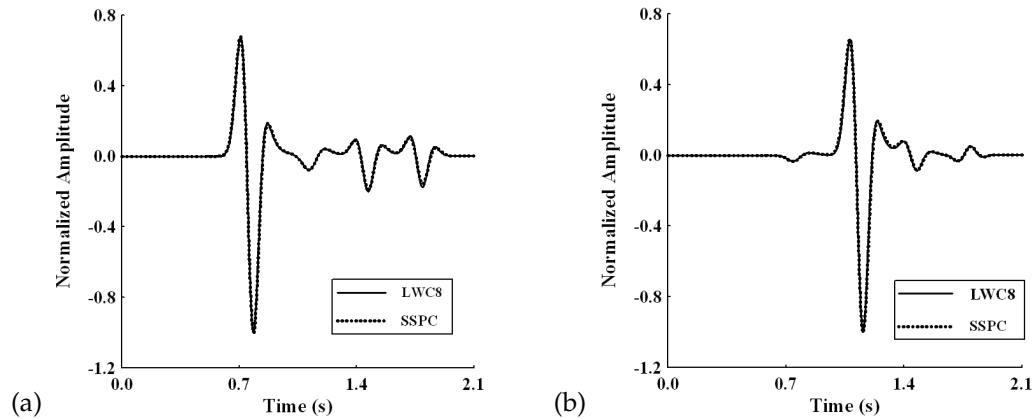 0.8
0.4
0.0
-0.4
-0.8
-1.2
Normalized Amplitude
LWC8
SSPC
0.0 0.7 1.4 2.1
Time (s)
(a)
0.8
0.4
0.0
-0.4
-0.8
-1.2
Normalized Amplitude
LWC8
SSPC
0.0 0.7 1.4 2.1
Time (s)
(b)